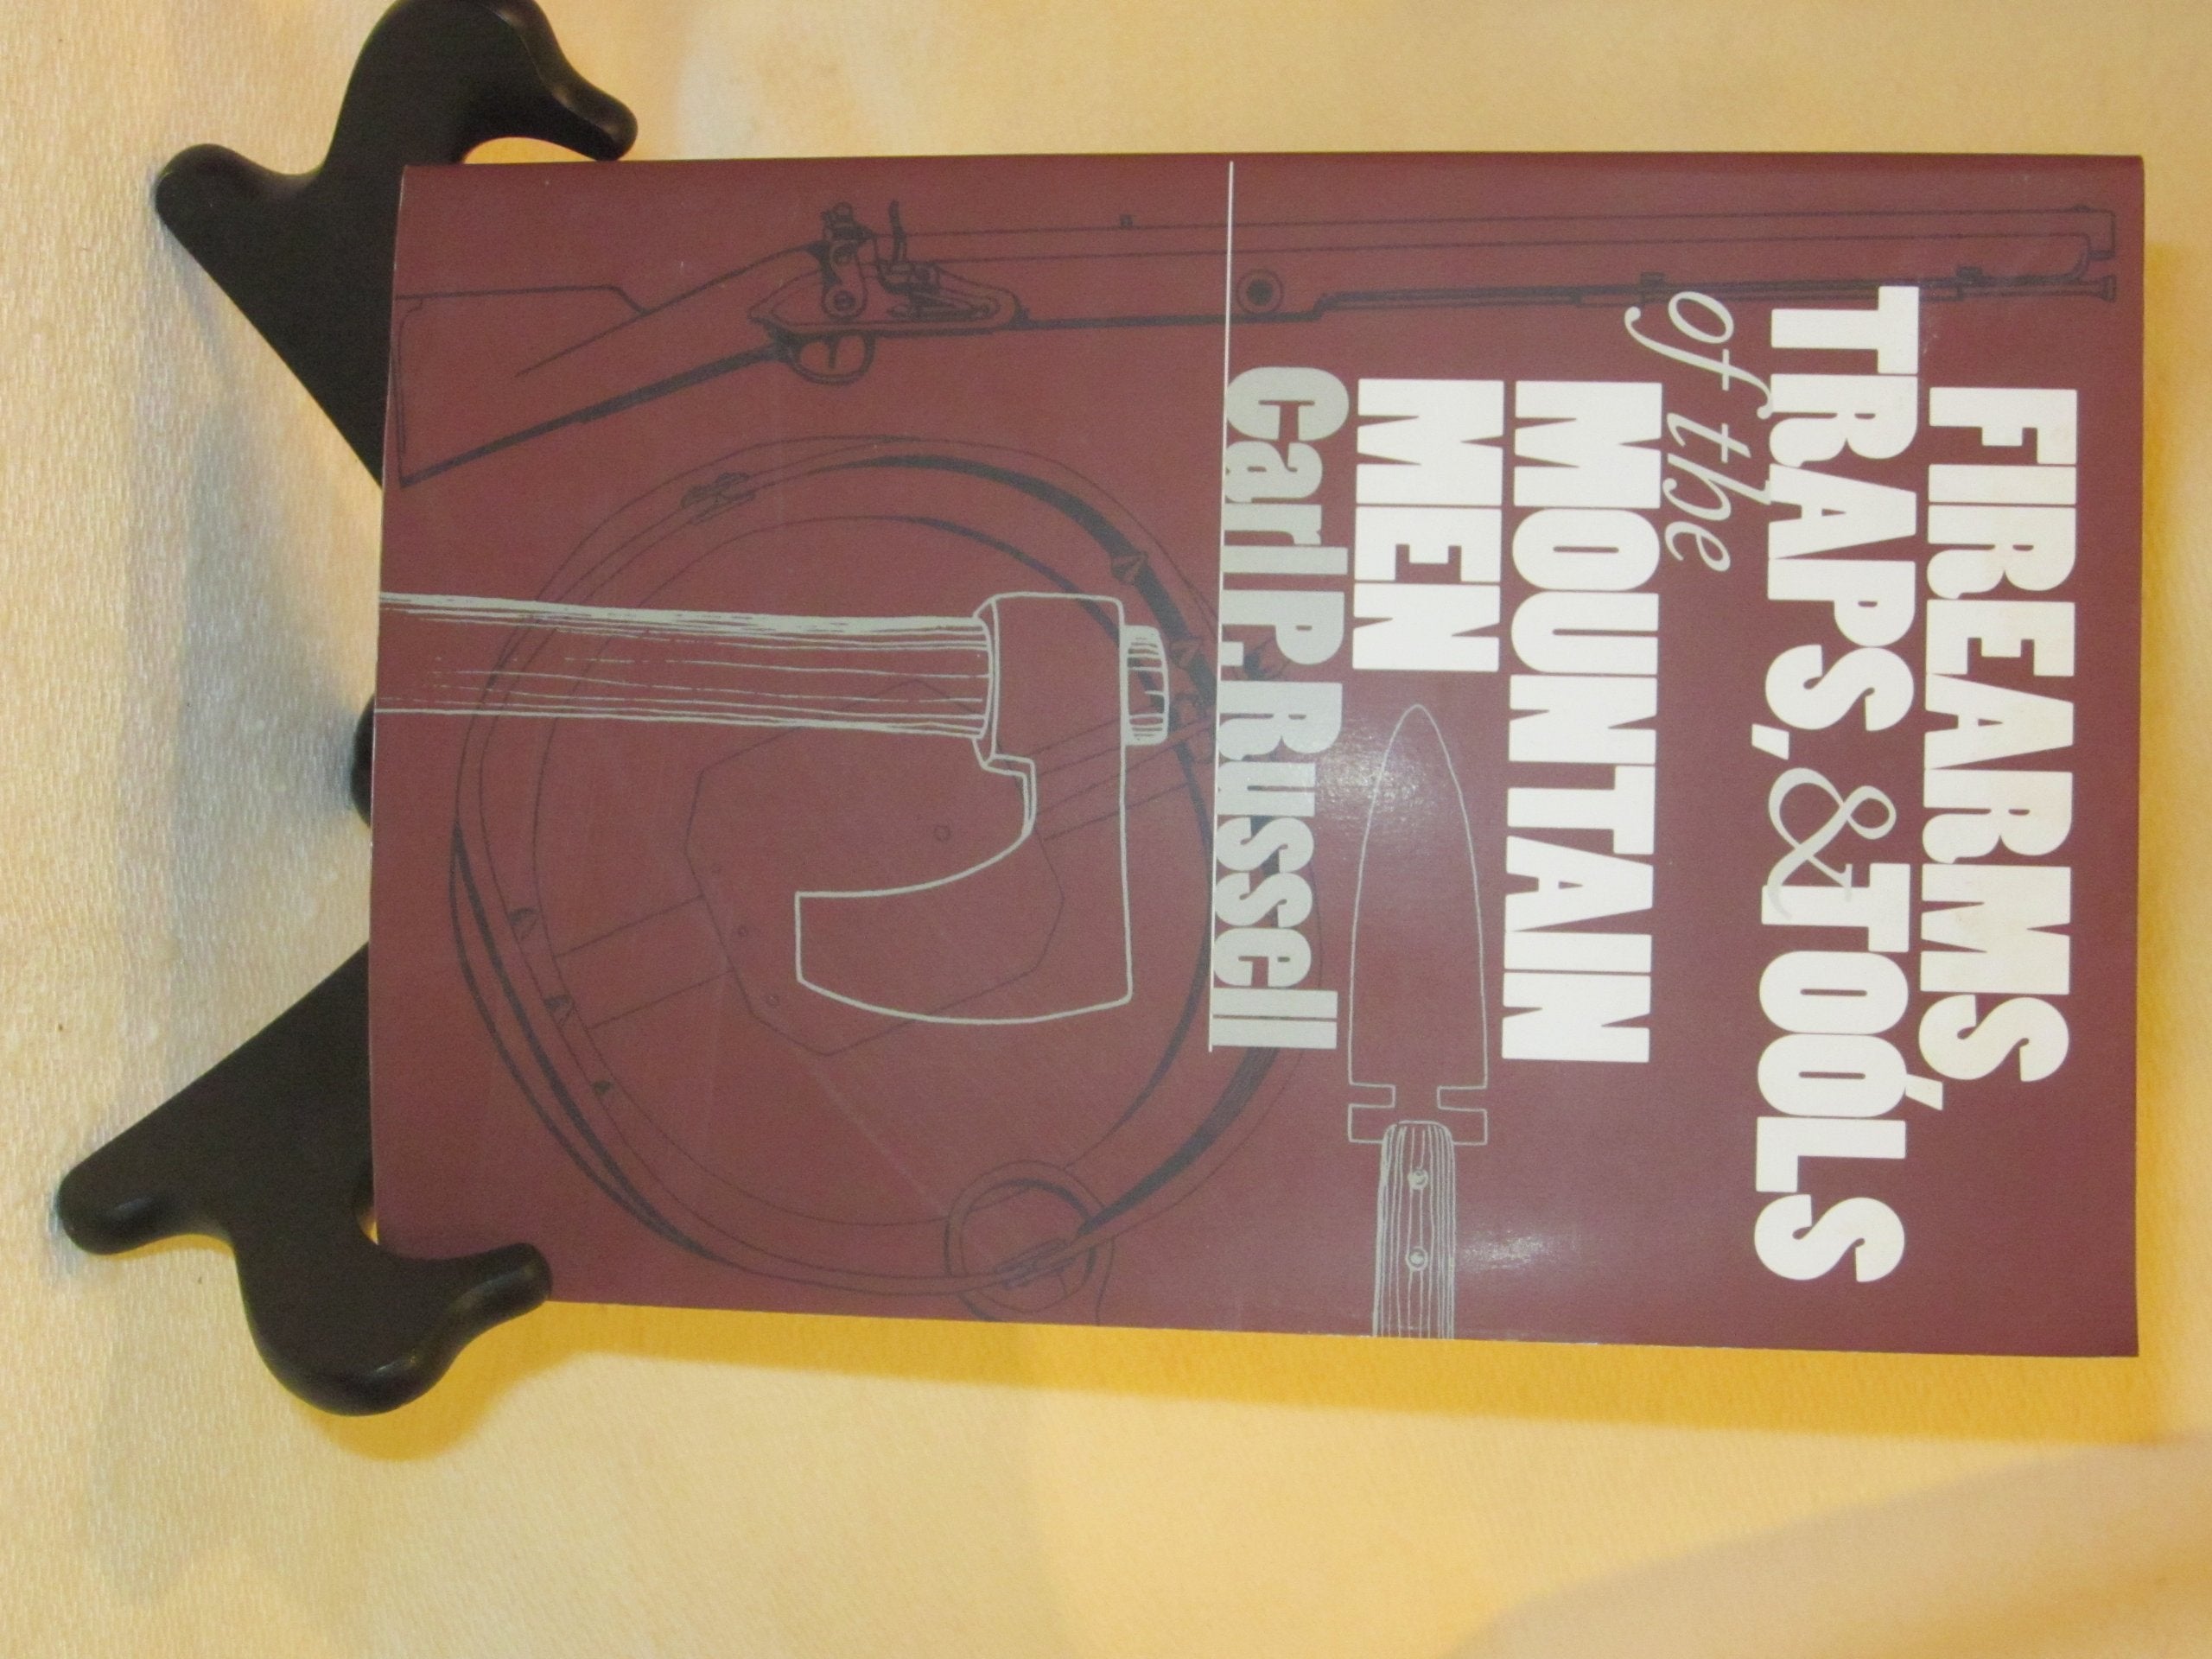 FIREARMS,
TRAPS, & TOOLS
of the
MOUNTAIN
MEN
Carl P. Russell